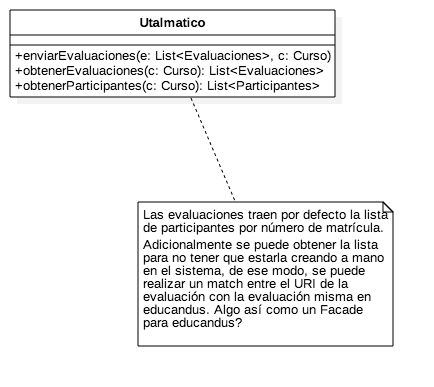 Utalmatico
+enviarEvaluaciones(e: List<Evaluaciones>, c: Curso)
+obtenerEvaluaciones(c: Curso): List<Evaluaciones>
+obtenerParticipantes(c: Curso): List<Participantes>
Las evaluaciones traen por defecto la lista
de participantes por número de matrícula.
Adicionalmente se puede obtener la lista
para no tener que estarla creando a mano
en el sistema, de ese modo, se puede
realizar un match entre el URI de la
evaluación con la evaluación misma en
educandus. Algo así como un Facade
para educandus?